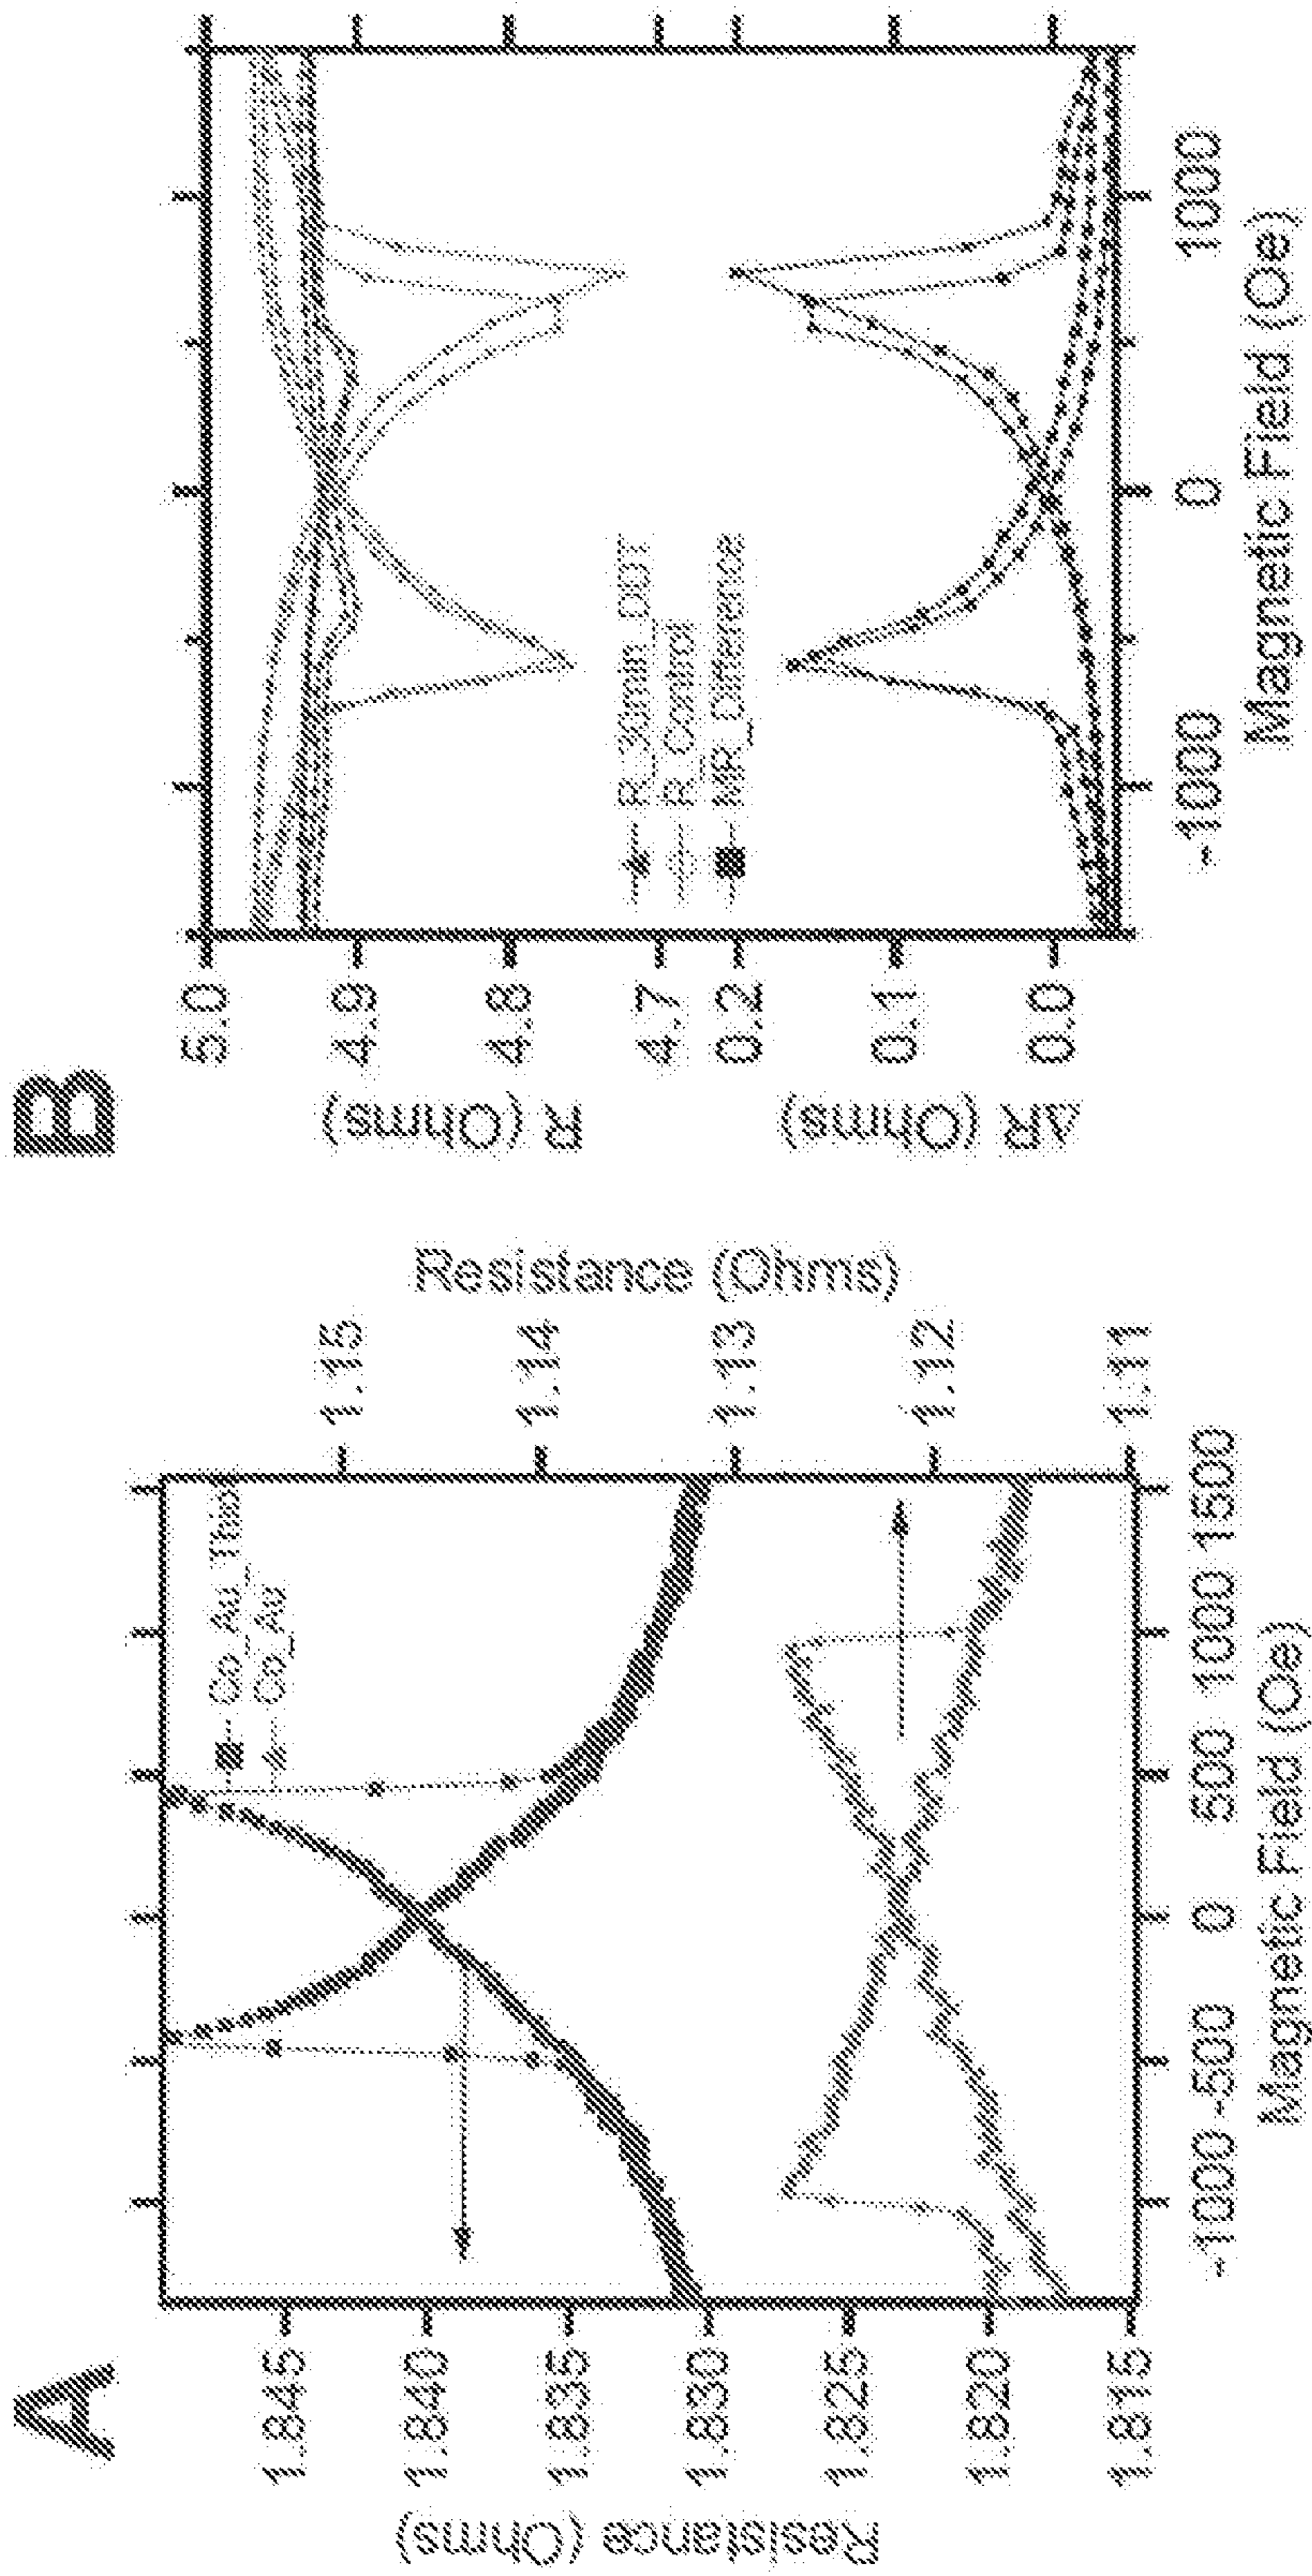 A
Resistance (Ohms)
1.845
1.840
1.835
1.830
1.825
1.820
1.815
Co_Au_Thiol
Co_Au
1.15
1.14
1.13
1.12
1.11
Resistance (Ohms)
-1000 -500 0 500 1000 1500
Magnetic Field (Oe)
B
R (Ohms)
5.0
4.9
4.8
4.7
ΔR (Ohms)
0.2
0.1
0.0
R_30min_DDT
R_Control
MR_Difference
-1000 0 1000
Magnetic Field (Oe)